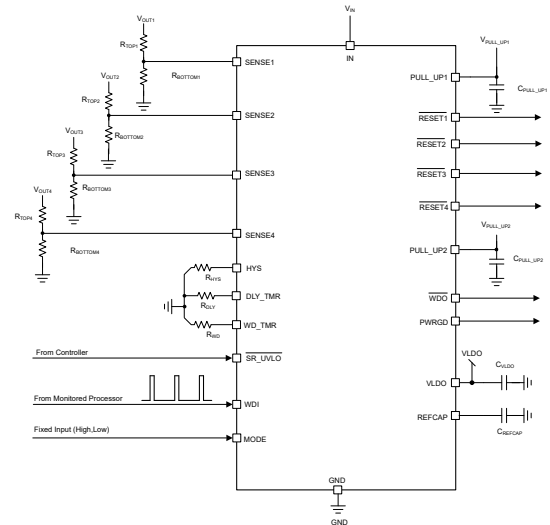 VIN
IN
VOUT1
RTOP1
RBOTTOM1
SENSE1
VOUT2
RTOP2
RBOTTOM2
SENSE2
VOUT3
RTOP3
RBOTTOM3
SENSE3
VOUT4
RTOP4
RBOTTOM4
SENSE4
HYS
RHYS
DLY_TMR
RDLY
WD_TMR
RWD
From Controller
SR_UVLO
From Monitored Processor
WDI
Fixed Input (High,Low)
MODE
VPULL_UP1
PULL_UP1
CPULL_UP1
RESET1
RESET2
RESET3
RESET4
VPULL_UP2
PULL_UP2
CPULL_UP2
WDO
PWRGD
VLDO
CVLDO
VLDO
REFCAP
CREFCAP
GND
GND